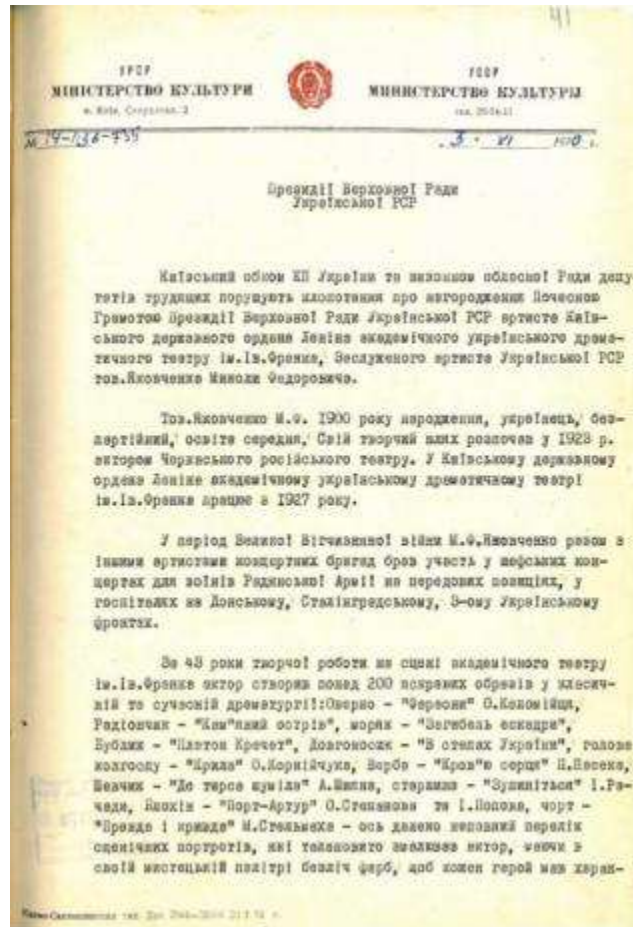 41
УРСР
МІНІСТЕРСТВО КУЛЬТУРИ
м. Київ,
УССР
МИНИСТЕРСТВО КУЛЬТУРЫ
№ 14-
3 VI 1970 г.
Президії Верховної Ради
Української РСР
Київський обком КП України та виконком обласної Ради депу-
татів трудящих порушують клопотання про нагородження Почесною
Грамотою Президії Верховної Ради Української РСР артиста Київ-
ського державного ордена Леніна академічного українського драма-
тичного театру ім.Ів.Франка, Заслуженого артиста Української РСР
тов.Яковченка Миколи Федоровича.
Тов.Яковченко М.Ф. 1900 року народження, українець, без-
партійний, освіта середня. Свій творчий шлях розпочав у 1923 р.
актором Черкаського російського театру. У Київському державному
ордена Леніна академічному українському драматичному театрі
ім.Ів.Франка працює з 1927 року.
У період Великої Вітчизняної війни М.Ф.Яковченко разом з
іншими артистами концертних бригад брав участь у шефських кон-
цертах для воїнів Радянської Армії на передових позиціях, у
госпіталях на Донському, Сталінградському, 3-ому Українському
фронтах.
За 43 роки творчої роботи на сцені академічного театру
ім.Ів.Франка актор створив понад 200 яскравих образів у класич-
ній та сучасній драматургії: - "Фараони" О.Коломійця,
Радіончик - "Кам"яний острів", моряк - "Загибель ескадри",
Бублик - "Платон Кречет", Довгоносик - "В степах України", голова
колгоспу - "Крила" О.Корнійчука, Верба - "Кров"ю серця"
Шевчик - "Де тирса шуміла" А.Шияна, старшина - "Зупиніться" І.Ра-
чади, Блохін - "Порт-Артур" О.Степанова та І.Попова, чорт -
"Правда і кривда" М.Стельмаха - ось далеко неповний перелік
сценічних портретів, які талановито змалював актор, маючи в
своїй мистецькій палітрі безліч фарб, щоб кожен герой мав харак-